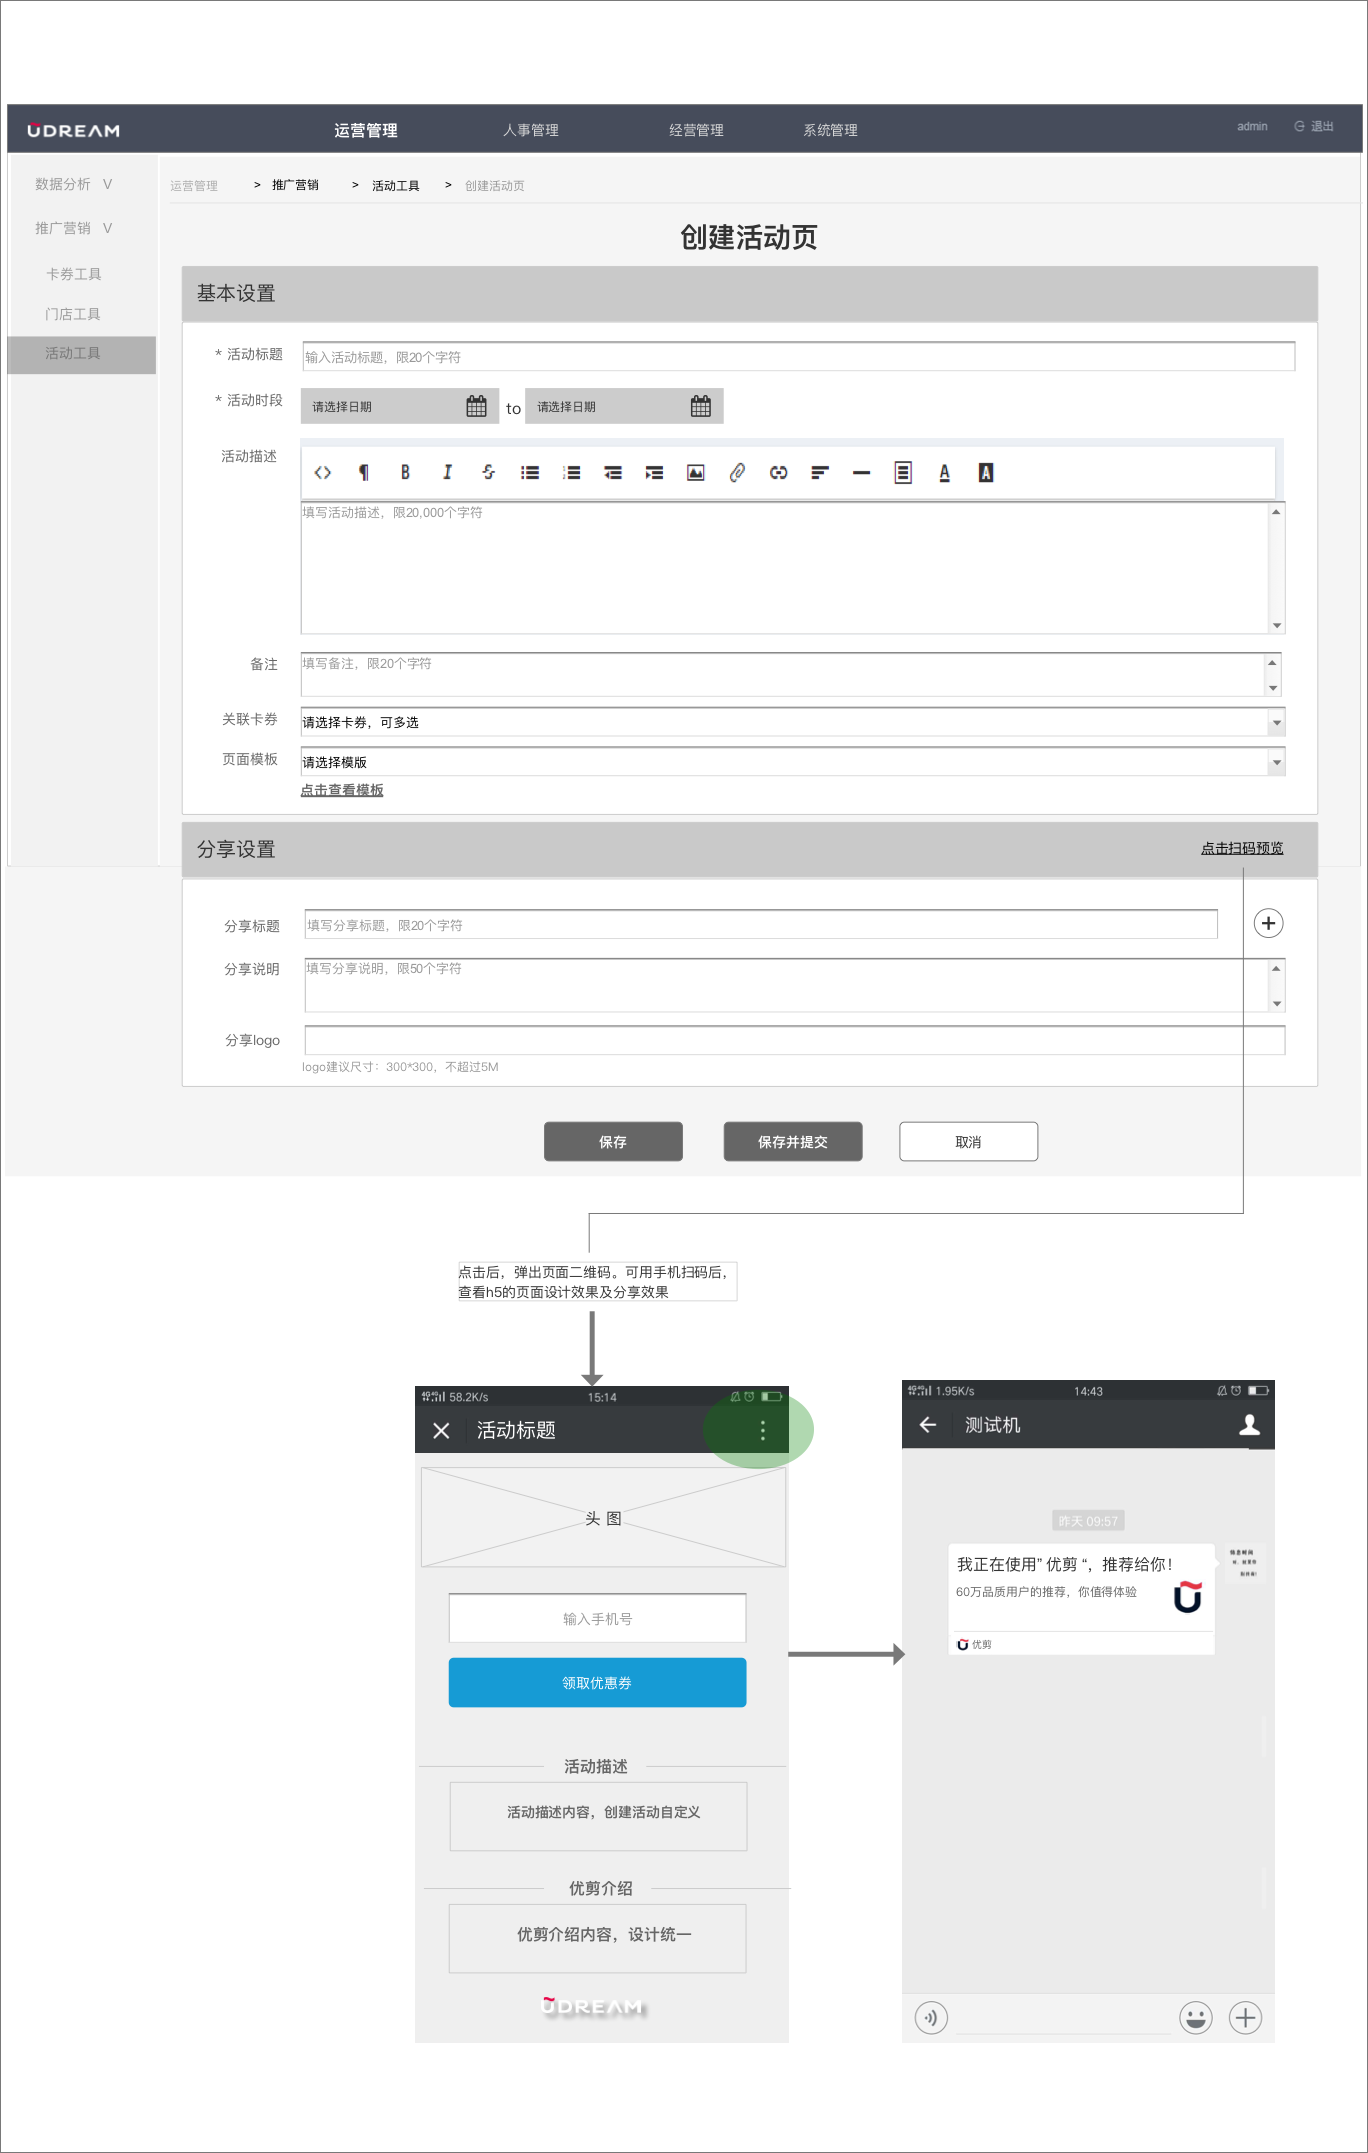 UDREAM
运营管理
人事管理
经营管理
系统管理
admin
退出
数据分析 V
推广营销 V
卡券工具
门店工具
活动工具
运营管理 > 推广营销 > 活动工具 > 创建活动页
创建活动页
基本设置
* 活动标题
输入活动标题，限20个字符
* 活动时段
请选择日期
to
请选择日期
活动描述
填写活动描述，限20,000个字符
备注
填写备注，限20个字符
关联卡券
请选择卡券，可多选
页面模板
请选择模版
点击查看模板
分享设置
点击扫码预览
分享标题
填写分享标题，限20个字符
分享说明
填写分享说明，限50个字符
分享logo
logo建议尺寸：300*300，不超过5M
保存
保存并提交
取消
点击后，弹出页面二维码。可用手机扫码后，
查看h5的页面设计效果及分享效果
58.2K/s
15:14
活动标题
头 图
输入手机号
领取优惠券
活动描述
活动描述内容，创建活动自定义
优剪介绍
优剪介绍内容，设计统一
UDREAM
1.95K/s
14:43
测试机
昨天 09:57
我正在使用” 优剪 “，推荐给你！
60万品质用户的推荐，你值得体验
优剪